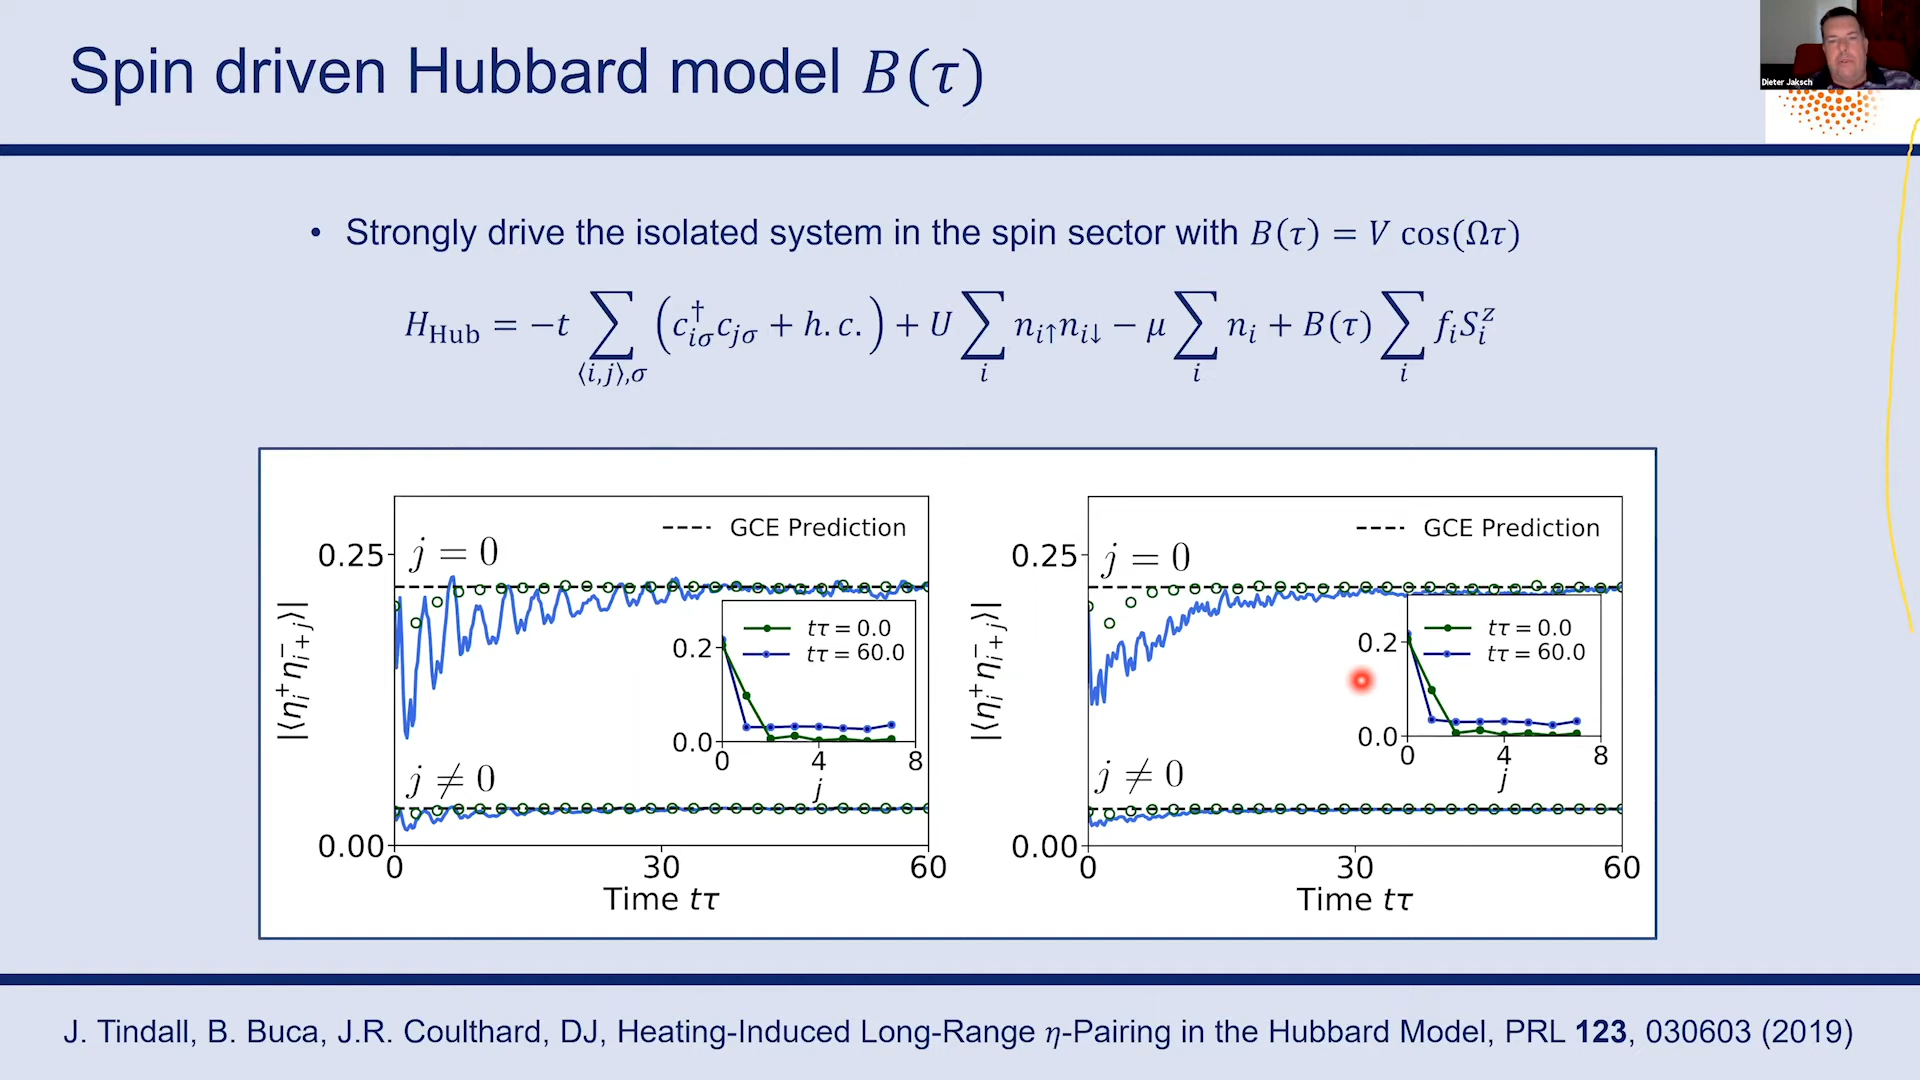 Spin driven Hubbard model B(τ)
Dieter Jaksch
• Strongly drive the isolated system in the spin sector with B(τ) = V cos(Ωτ)
H_Hub = −t ∑_{⟨i,j⟩,σ} (c†_{iσ} c_{jσ} + h.c.) + U ∑_i n_{i↑} n_{i↓} − μ ∑_i n_i + B(τ) ∑_i f_i S_i^z
|⟨η_i^+ η_{i+j}^−⟩|
0.25
0.00
j = 0
GCE Prediction
j ≠ 0
0.2
0.0
tτ = 0.0
tτ = 60.0
0 4 8
j
0 30 60
Time tτ
|⟨η_i^+ η_{i+j}^−⟩|
0.25
0.00
j = 0
GCE Prediction
j ≠ 0
0.2
0.0
tτ = 0.0
tτ = 60.0
0 4 8
j
0 30 60
Time tτ
J. Tindall, B. Buca, J.R. Coulthard, DJ, Heating-Induced Long-Range η-Pairing in the Hubbard Model, PRL 123, 030603 (2019)